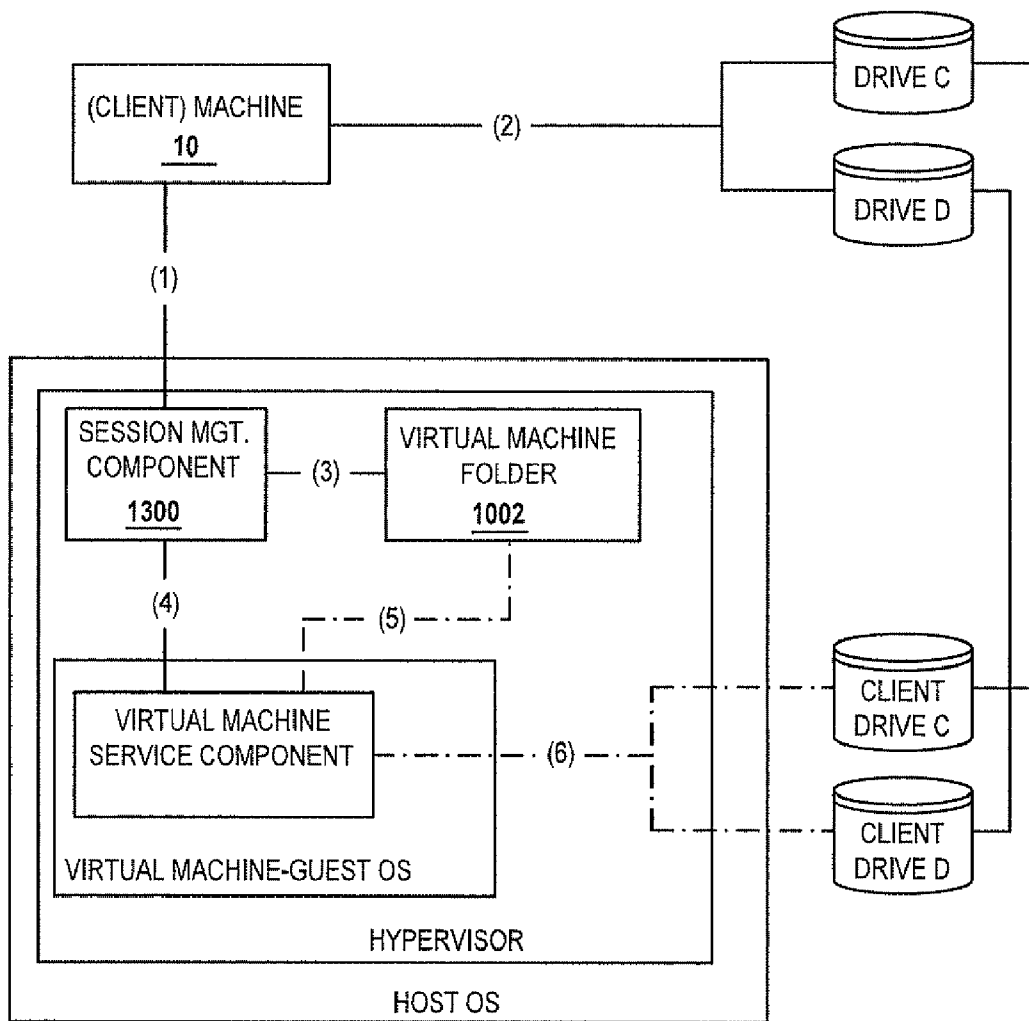 DRIVE C
(CLIENT) MACHINE
10
(2)
DRIVE D
(1)
SESSION MGT.
COMPONENT
1300
(3)
VIRTUAL MACHINE
FOLDER
1002
(4)
(5)
VIRTUAL MACHINE
SERVICE COMPONENT
(6)
CLIENT
DRIVE C
CLIENT
DRIVE D
VIRTUAL MACHINE-GUEST OS
HYPERVISOR
HOST OS